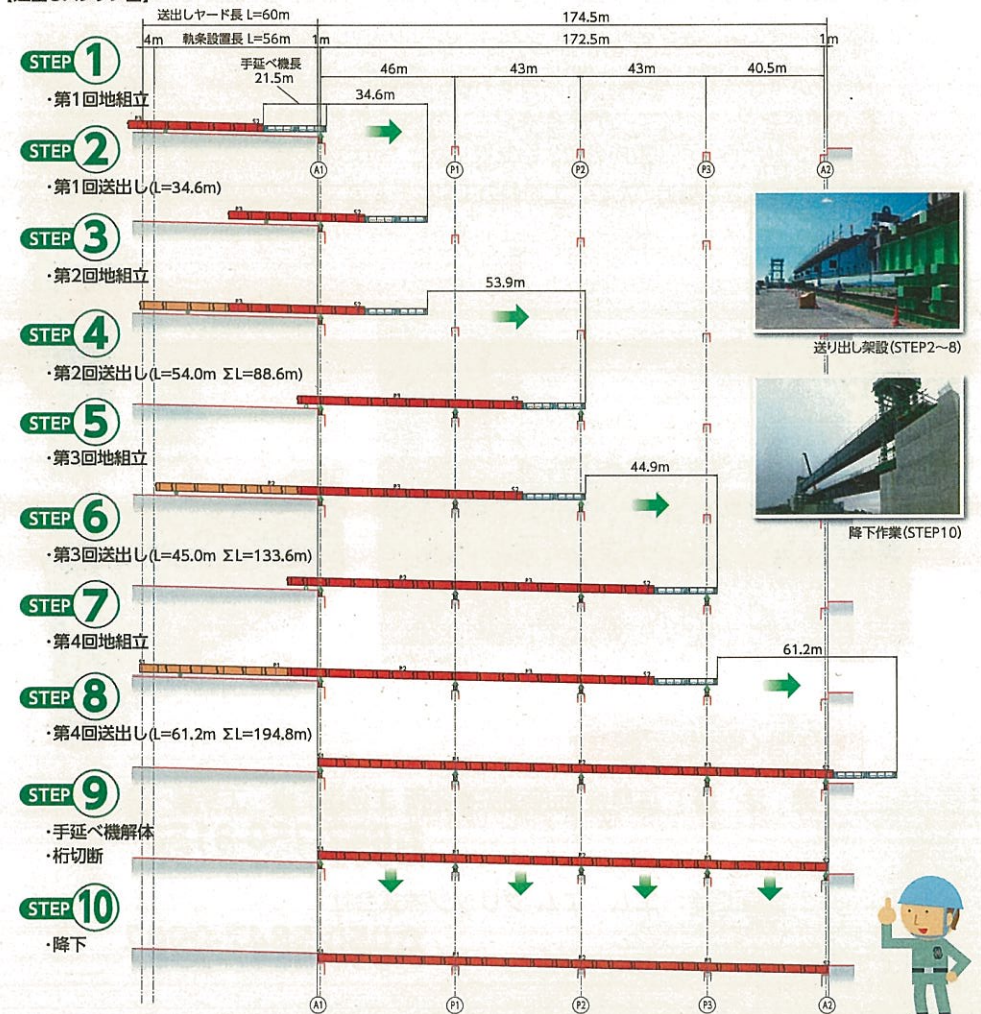 送出しヤード長 L=60m
174.5m
4m
軌条設置長 L=56m
1m
172.5m
1m
STEP 1
・第1回地組立
手延べ機長
21.5m
46m
43m
43m
40.5m
34.6m
STEP 2
・第1回送出し(L=34.6m)
A1
P1
P2
P3
A2
STEP 3
・第2回地組立
53.9m
送り出し架設(STEP2～8)
STEP 4
・第2回送出し(L=54.0m ΣL=88.6m)
STEP 5
・第3回地組立
44.9m
STEP 6
・第3回送出し(L=45.0m ΣL=133.6m)
降下作業(STEP10)
STEP 7
・第4回地組立
61.2m
STEP 8
・第4回送出し(L=61.2m ΣL=194.8m)
STEP 9
・手延べ機解体
・桁切断
STEP 10
・降下
A1
P1
P2
P3
A2